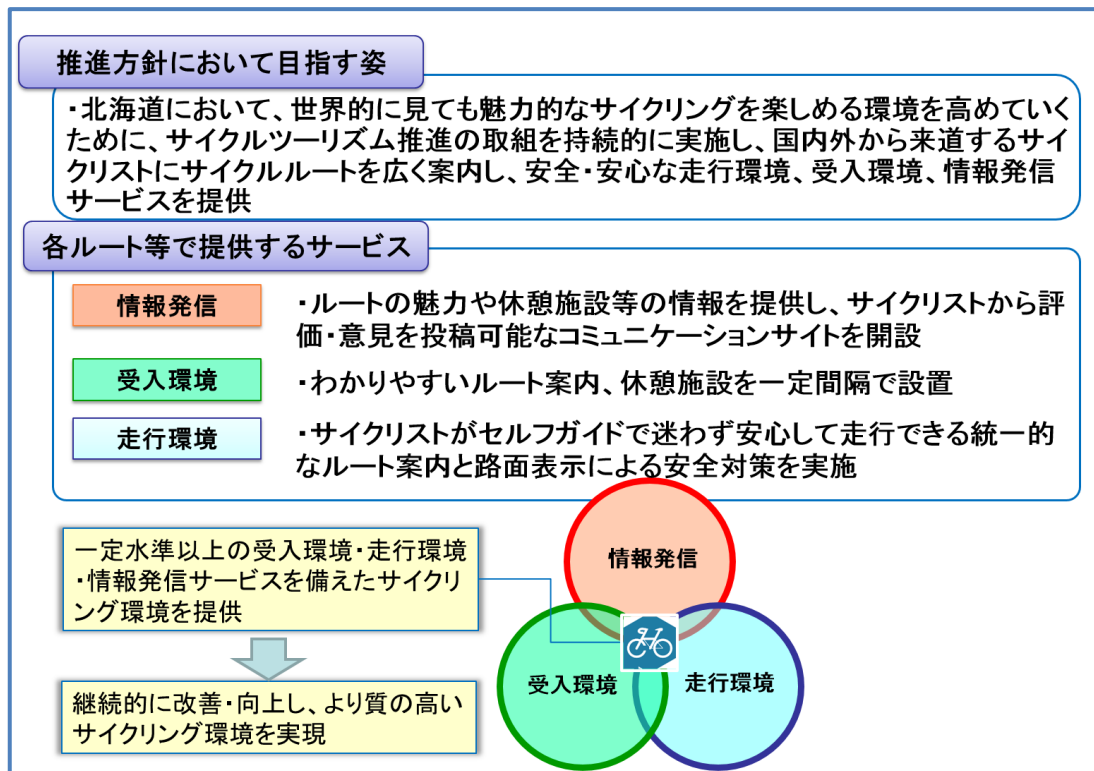 推進方針において目指す姿
・北海道において、世界的に見ても魅力的なサイクリングを楽しめる環境を高めていく
ために、サイクルツーリズム推進の取組を持続的に実施し、国内外から来道するサイ
クリストにサイクルルートを広く案内し、安全・安心な走行環境、受入環境、情報発信
サービスを提供
各ルート等で提供するサービス
情報発信
・ルートの魅力や休憩施設等の情報を提供し、サイクリストから評
価・意見を投稿可能なコミュニケーションサイトを開設
受入環境
・わかりやすいルート案内、休憩施設を一定間隔で設置
走行環境
・サイクリストがセルフガイドで迷わず安心して走行できる統一的
なルート案内と路面表示による安全対策を実施
一定水準以上の受入環境・走行環境
・情報発信サービスを備えたサイクリ
ング環境を提供
継続的に改善・向上し、より質の高い
サイクリング環境を実現
情報発信
受入環境
走行環境